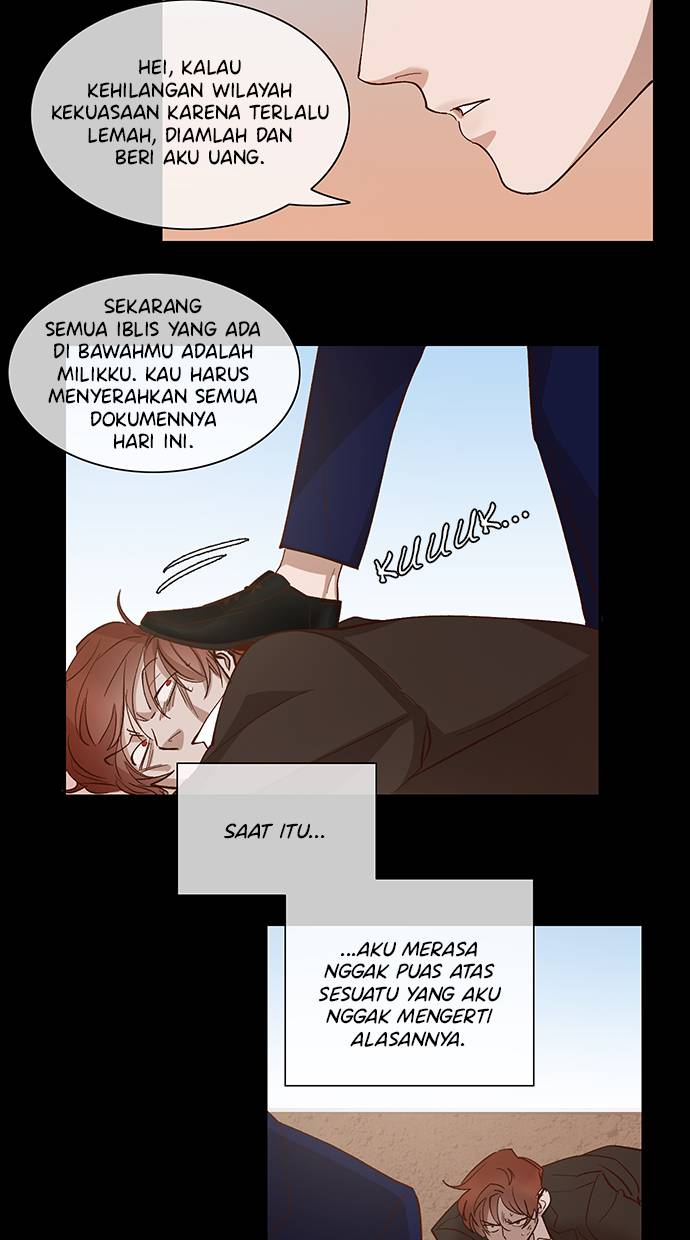 HEI, KALAU
KEHILANGAN WILAYAH
KEKUASAAN KARENA TERLALU
LEMAH, DIAMLAH DAN
BERI AKU UANG.
SEKARANG
SEMUA IBLIS YANG ADA
DI BAWAHMU ADALAH
MILIKKU. KAU HARUS
MENYERAHKAN SEMUA
DOKUMENNYA
HARI INI.
KUUUUK...
SAAT ITU...
...AKU MERASA
NGGAK PUAS ATAS
SESUATU YANG AKU
NGGAK MENGERTI
ALASANNYA.